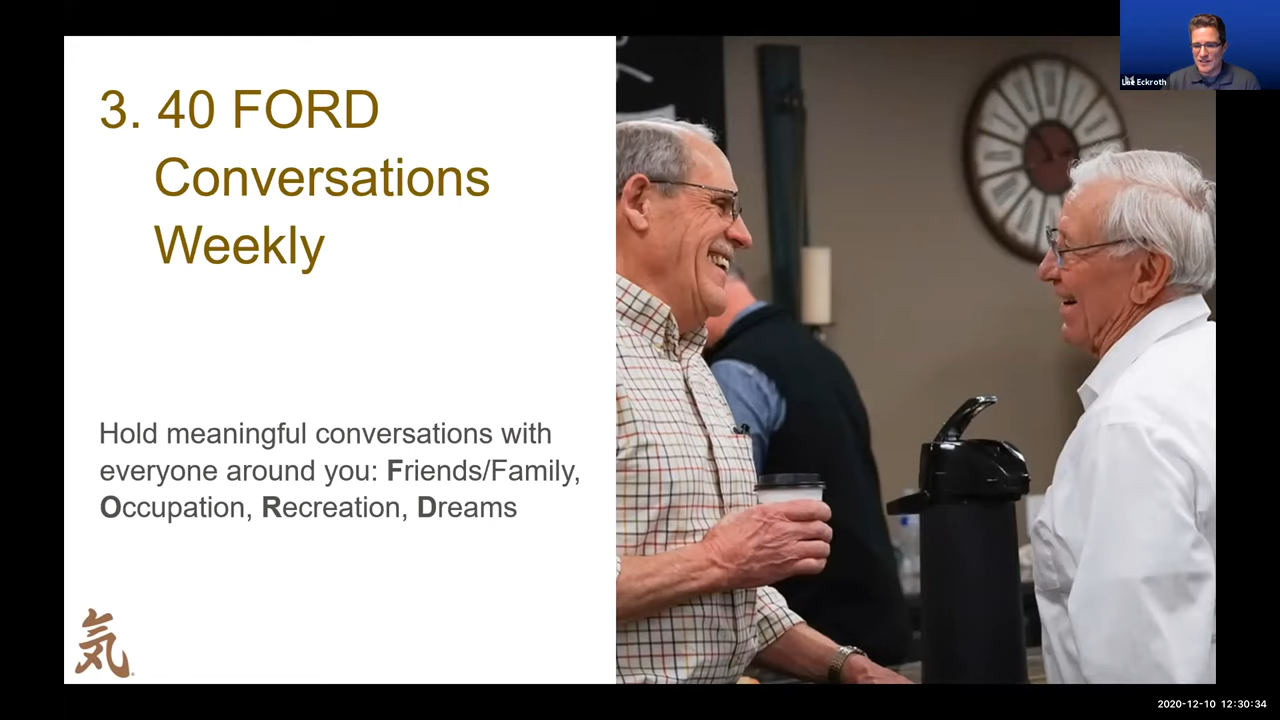 3. 40 FORD
Conversations
Weekly
Hold meaningful conversations with
everyone around you: Friends/Family,
Occupation, Recreation, Dreams
気
Lee Eckroth
2020-12-10 12:30:34